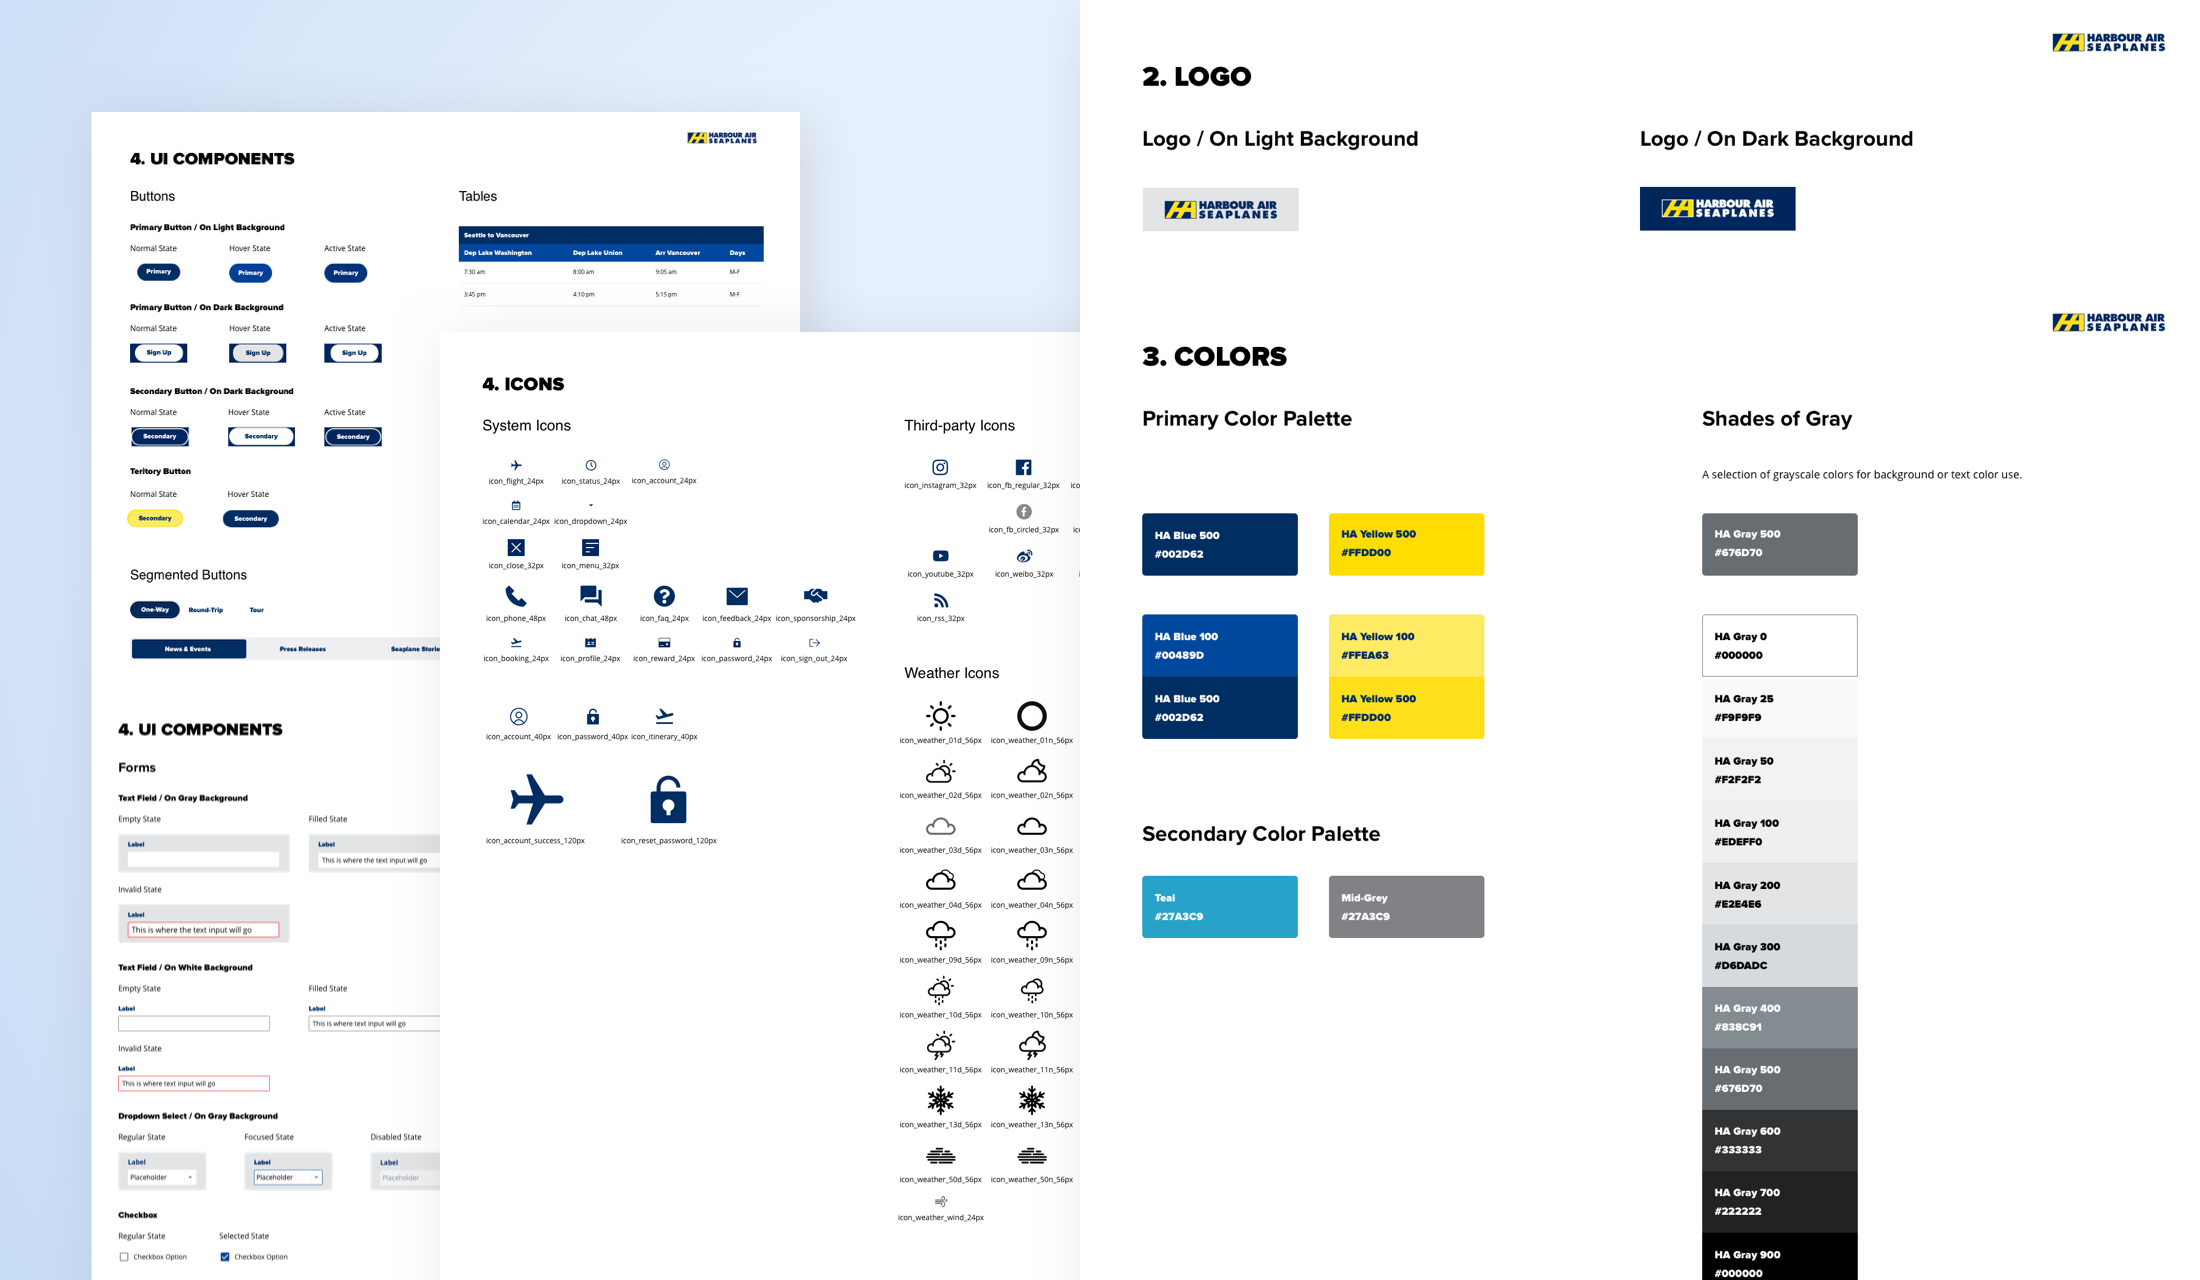 HARBOUR AIR
SEAPLANES
4. UI COMPONENTS
Buttons
Primary Button / On Light Background
Normal State
Hover State
Active State
Primary
Primary
Primary
Primary Button / On Dark Background
Normal State
Hover State
Active State
Sign Up
Sign Up
Sign Up
Secondary Button / On Dark Background
Normal State
Hover State
Active State
Secondary
Secondary
Secondary
Teritory Button
Normal State
Hover State
Secondary
Secondary
Segmented Buttons
One-Way
Round-Trip
Tour
News & Events
Press Releases
Seaplane Storie
Tables
Seattle to Vancouver
Dep Lake Washington
Dep Lake Union
Arr Vancouver
Days
7:30 am
8:00 am
9:05 am
M-F
3:45 pm
4:10 pm
5:15 pm
M-F
4. UI COMPONENTS
Forms
Text Field / On Gray Background
Empty State
Filled State
Label
Label
This is where the text input will go
Invalid State
Label
This is where the text input will go
Text Field / On White Background
Empty State
Filled State
Label
Label
This is where text input will go
Invalid State
Label
This is where text input will go
Dropdown Select / On Gray Background
Regular State
Focused State
Disabled State
Label
Label
Label
Placeholder
Placeholder
Placeholder
Checkbox
Regular State
Selected State
Checkbox Option
Checkbox Option
4. ICONS
System Icons
icon_flight_24px
icon_status_24px
icon_account_24px
icon_calendar_24px
icon_dropdown_24px
icon_close_32px
icon_menu_32px
icon_phone_48px
icon_chat_48px
icon_faq_24px
icon_feedback_24px
icon_sponsorship_24px
icon_booking_24px
icon_profile_24px
icon_reward_24px
icon_password_24px
icon_sign_out_24px
icon_account_40px
icon_password_40px
icon_itinerary_40px
icon_account_success_120px
icon_reset_password_120px
Third-party Icons
icon_instagram_32px
icon_fb_regular_32px
icon_fb_circled_32px
icon_youtube_32px
icon_weibo_32px
icon_rss_32px
Weather Icons
icon_weather_01d_56px
icon_weather_01n_56px
icon_weather_02d_56px
icon_weather_02n_56px
icon_weather_03d_56px
icon_weather_03n_56px
icon_weather_04d_56px
icon_weather_04n_56px
icon_weather_09d_56px
icon_weather_09n_56px
icon_weather_10d_56px
icon_weather_10n_56px
icon_weather_11d_56px
icon_weather_11n_56px
icon_weather_13d_56px
icon_weather_13n_56px
icon_weather_50d_56px
icon_weather_50n_56px
icon_weather_wind_24px
HARBOUR AIR
SEAPLANES
2. LOGO
Logo / On Light Background
HARBOUR AIR
SEAPLANES
Logo / On Dark Background
HARBOUR AIR
SEAPLANES
HARBOUR AIR
SEAPLANES
3. COLORS
Primary Color Palette
HA Blue 500
#002D62
HA Yellow 500
#FFDD00
HA Blue 100
#00489D
HA Yellow 100
#FFEA63
HA Blue 500
#002D62
HA Yellow 500
#FFDD00
Secondary Color Palette
Teal
#27A3C9
Mid-Grey
#27A3C9
Shades of Gray
A selection of grayscale colors for background or text color use.
HA Gray 500
#676D70
HA Gray 0
#000000
HA Gray 25
#F9F9F9
HA Gray 50
#F2F2F2
HA Gray 100
#EDEFF0
HA Gray 200
#E2E4E6
HA Gray 300
#D6DADC
HA Gray 400
#838C91
HA Gray 500
#676D70
HA Gray 600
#333333
HA Gray 700
#222222
HA Gray 900
#000000